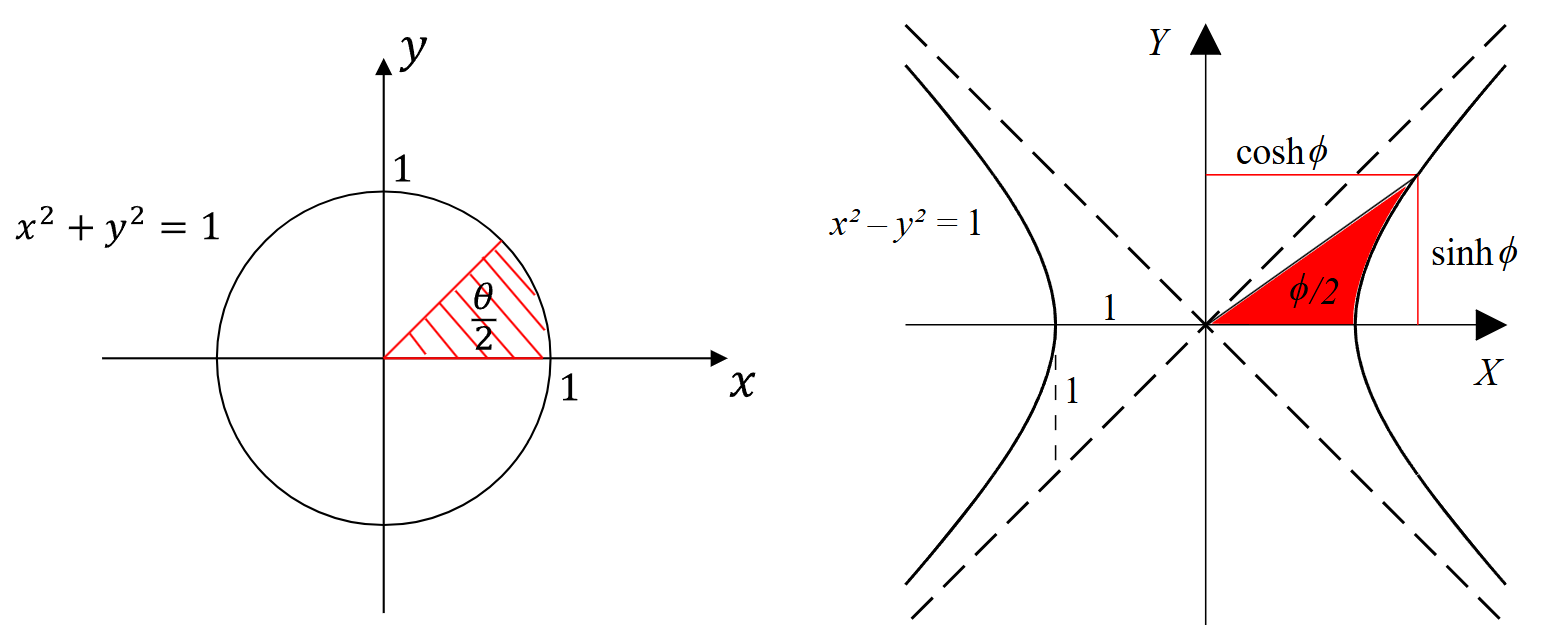 y
1
x² + y² = 1
θ
2
1
x
Y
cosh ϕ
x² – y² = 1
sinh ϕ
ϕ/2
1
X
1